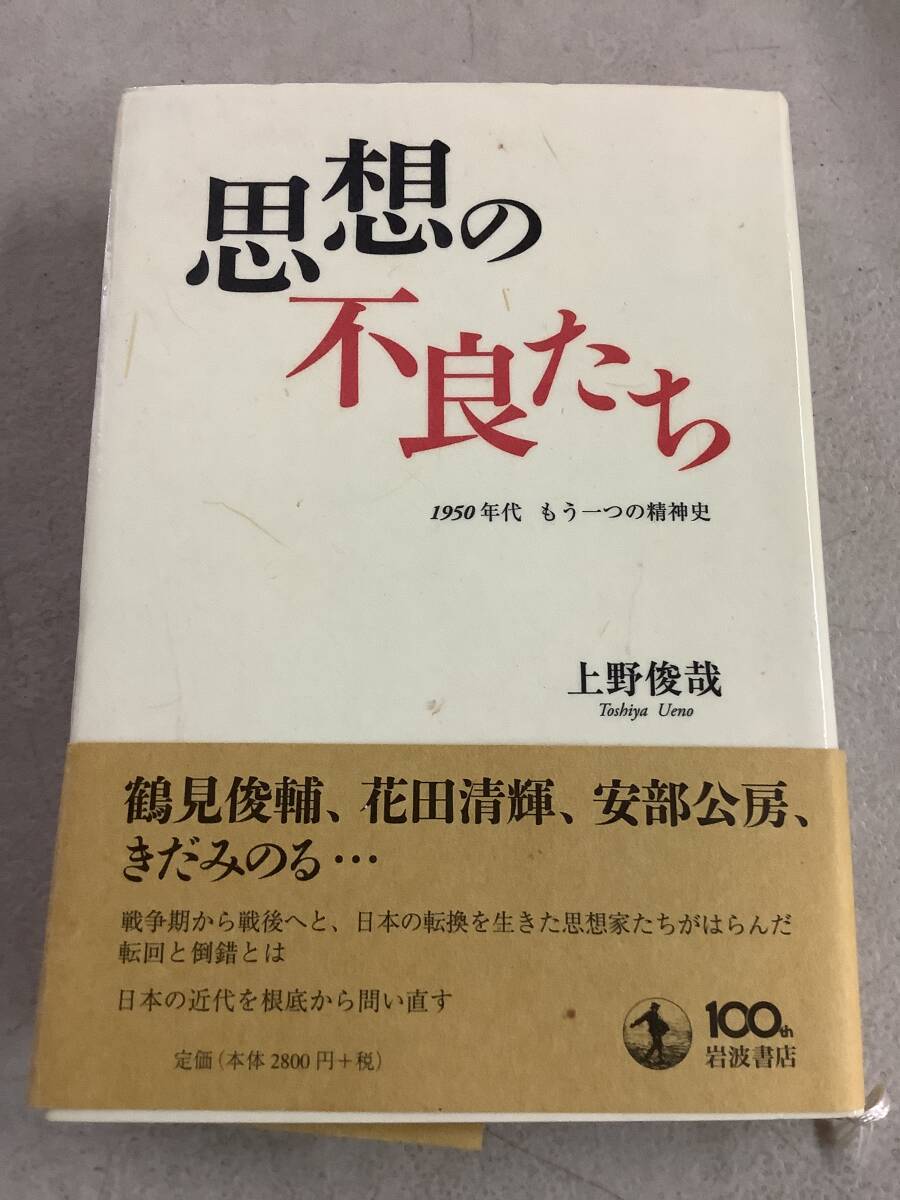 思想の
不良たち
1950年代 もう一つの精神史
上野俊哉
Toshiya Ueno
鶴見俊輔、花田清輝、安部公房、
きだみのる…
戦争期から戦後へと、日本の転換を生きた思想家たちがはらんだ
転回と倒錯とは
日本の近代を根底から問い直す
定価(本体2800円+税)
100th
岩波書店